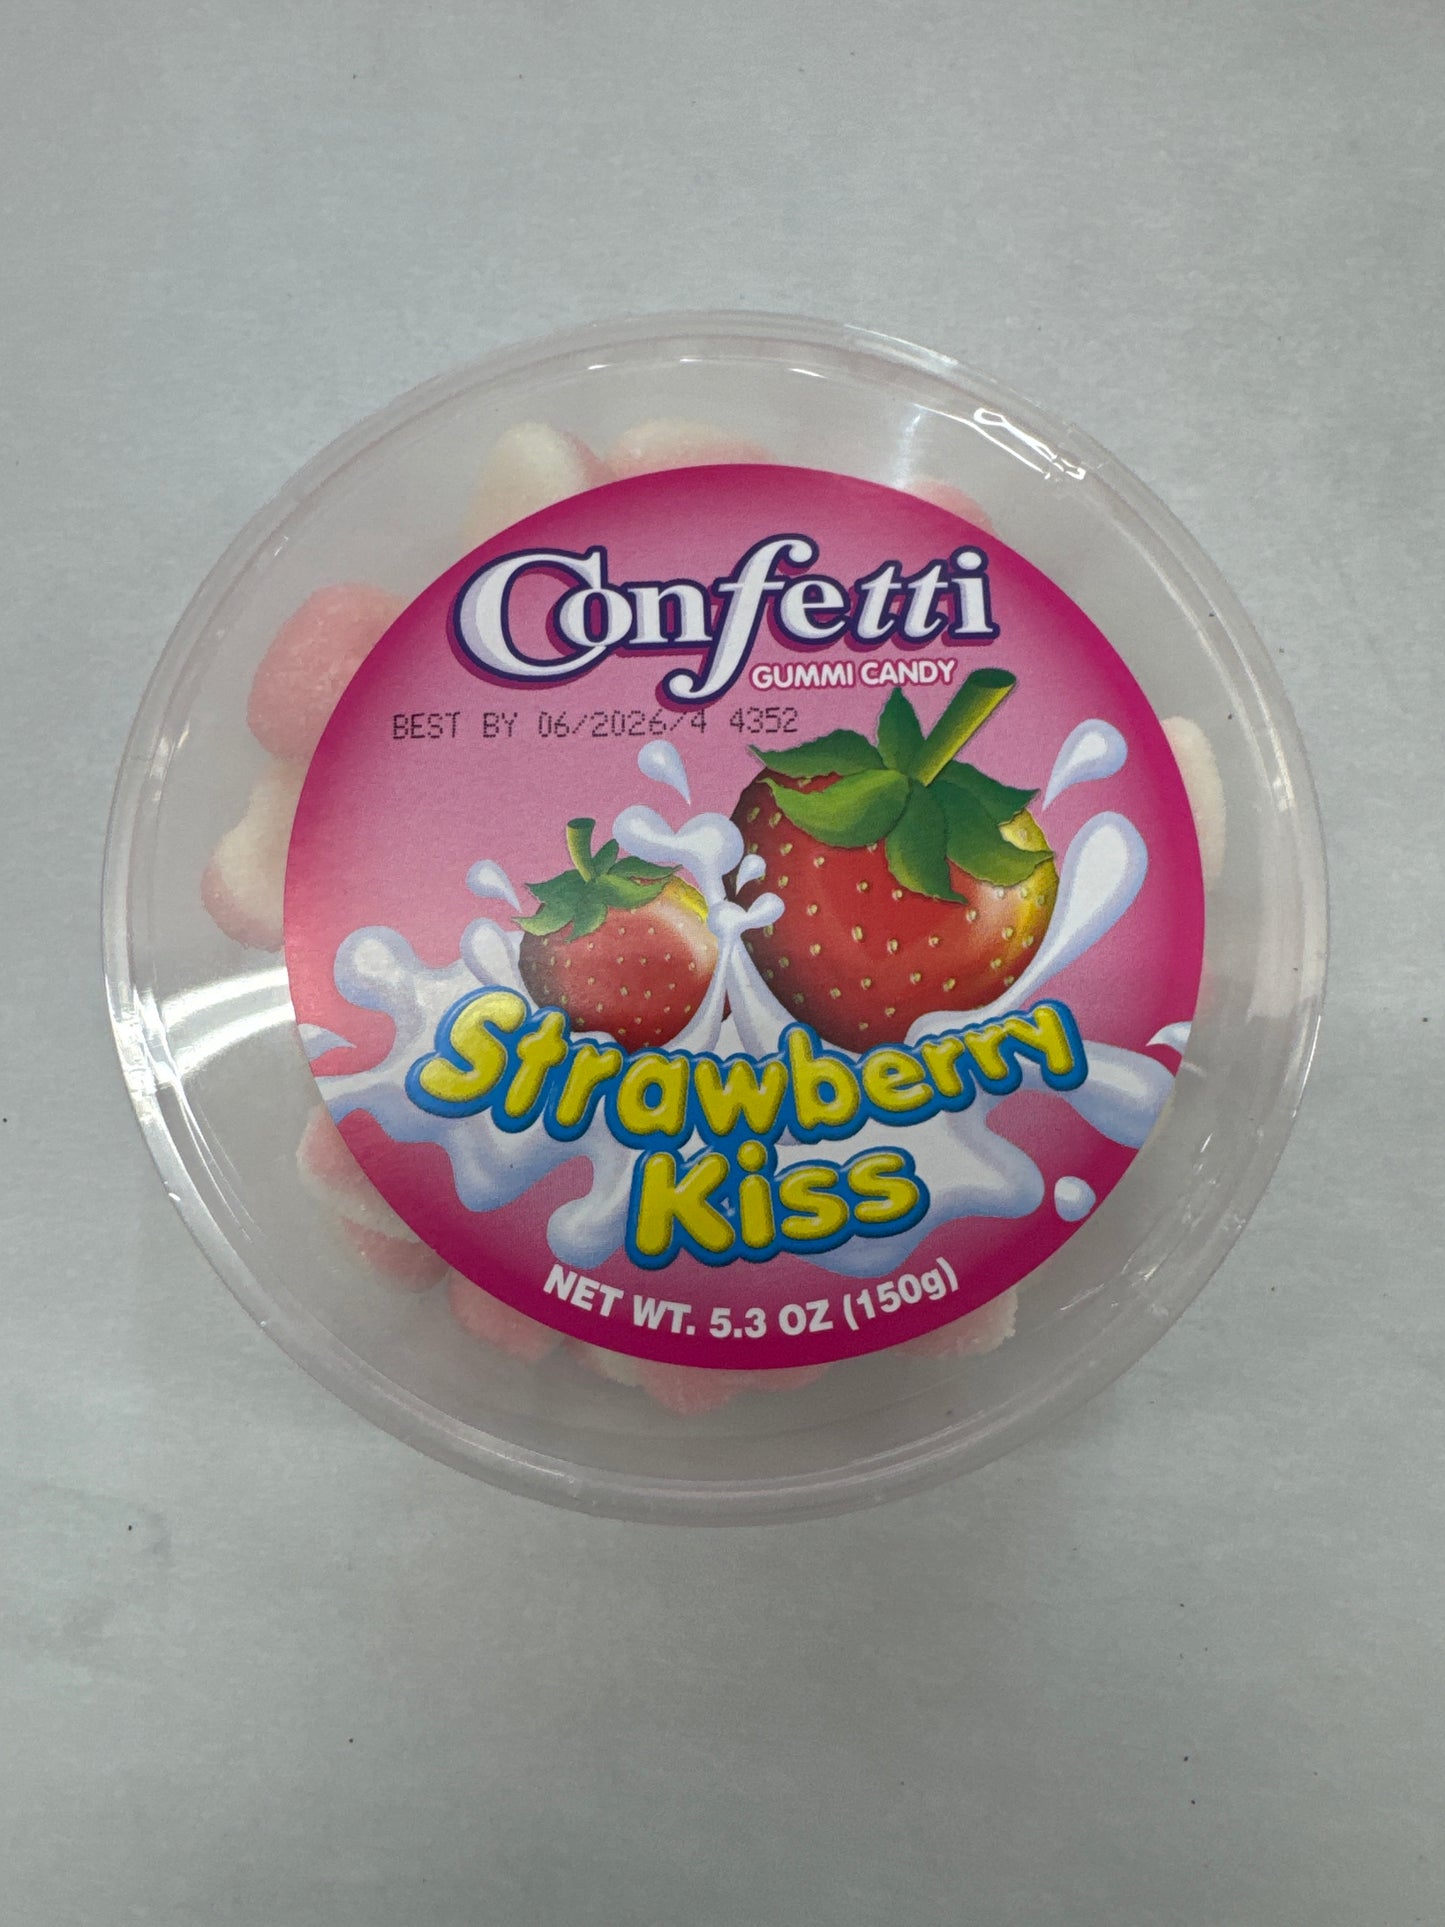 Confetti
GUMMI CANDY
BEST BY 06/2026/4 4352
Strawberry
Kiss
NET WT. 5.3 OZ (150g)